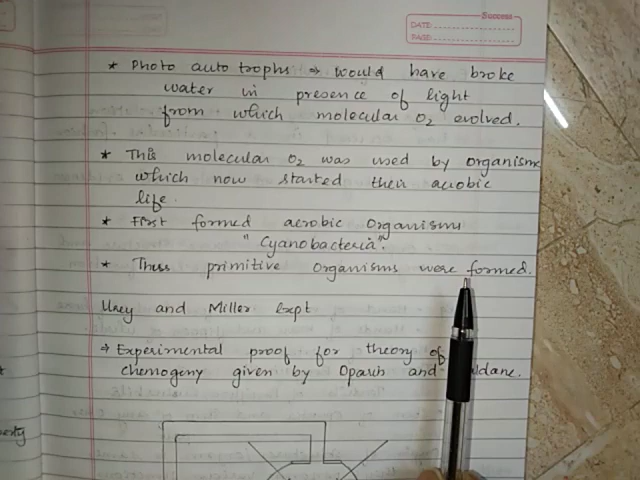 Success
DATE
PAGE
* Photo auto trophs ⇒ would have broke
water in presence of light
from which molecular O2 evolved.
* This molecular O2 was used by organisms
which now started their aerobic
life.
* First formed aerobic Organisms
"Cyanobacteria".
* Thus primitive Organisms were formed.
Urey and Miller Expt
⇒ Experimental proof for theory of
chemogeny given by Oparin and ldane.